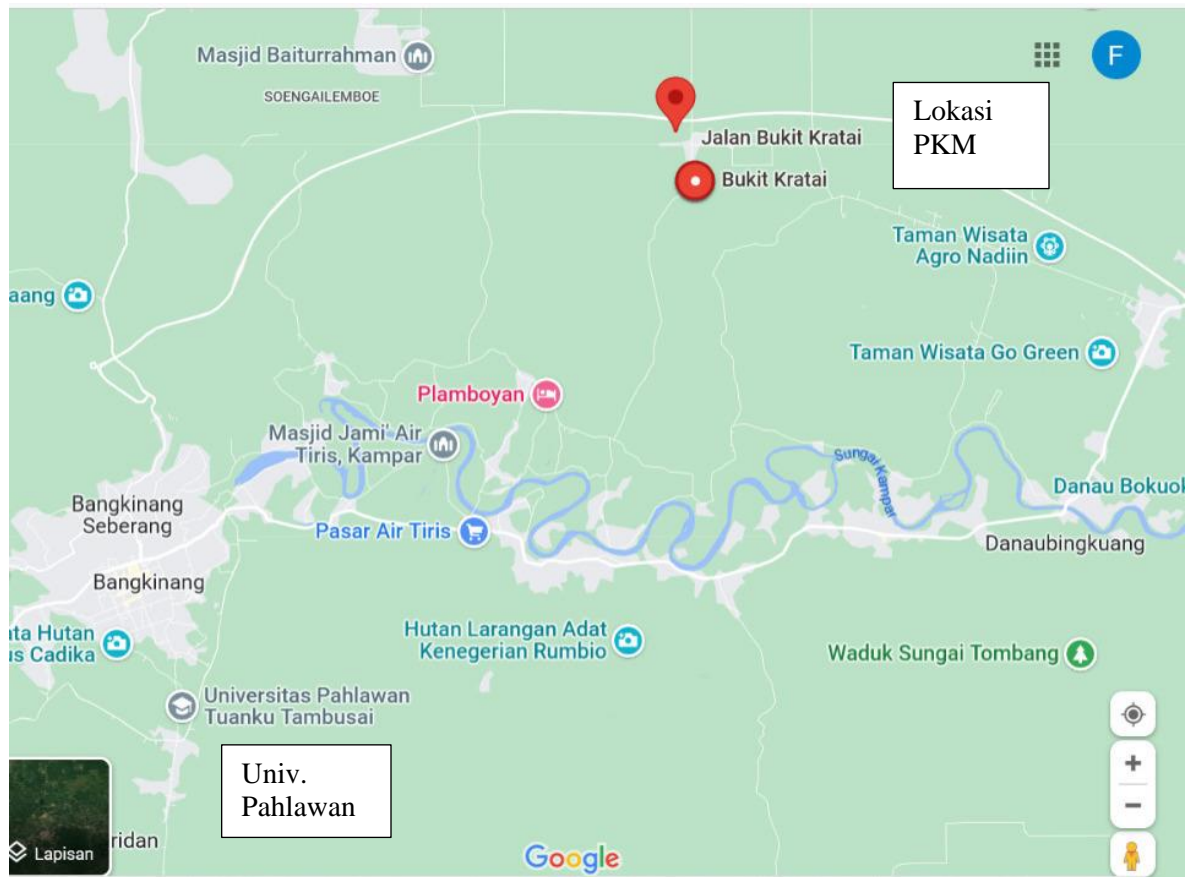 Masjid Baiturrahman
SOENGAILEMBOE
F
Lokasi
PKM
Jalan Bukit Kratai
Bukit Kratai
Taman Wisata
Agro Nadiin
aang
Taman Wisata Go Green
Plamboyan
Masjid Jami' Air
Tiris, Kampar
Sungai Kampar
Danau Bokuok
Bangkinang
Seberang
Pasar Air Tiris
Danaubingkuang
Bangkinang
ta Hutan
us Cadika
Hutan Larangan Adat
Kenegerian Rumbio
Waduk Sungai Tombang
Universitas Pahlawan
Tuanku Tambusai
Univ.
Pahlawan
ridan
Lapisan
Google